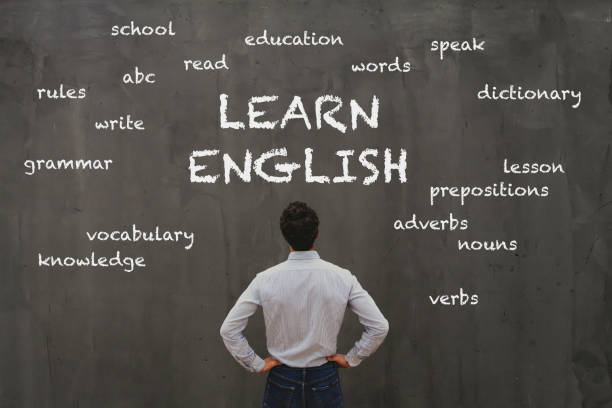 school
education
speak
read
words
abc
rules
dictionary
write
LEARN
ENGLISH
grammar
lesson
prepositions
adverbs
vocabulary
nouns
knowledge
verbs